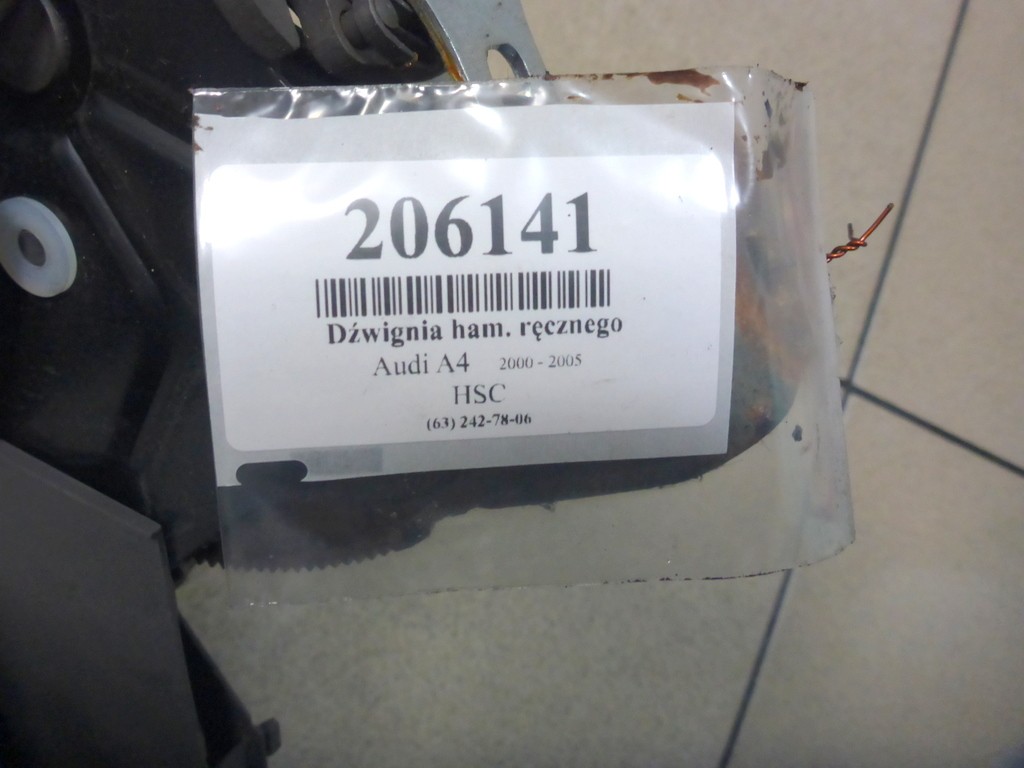 206141
Dźwignia ham. ręcznego
Audi A4 2000 - 2005
HSC
(63) 242-78-06